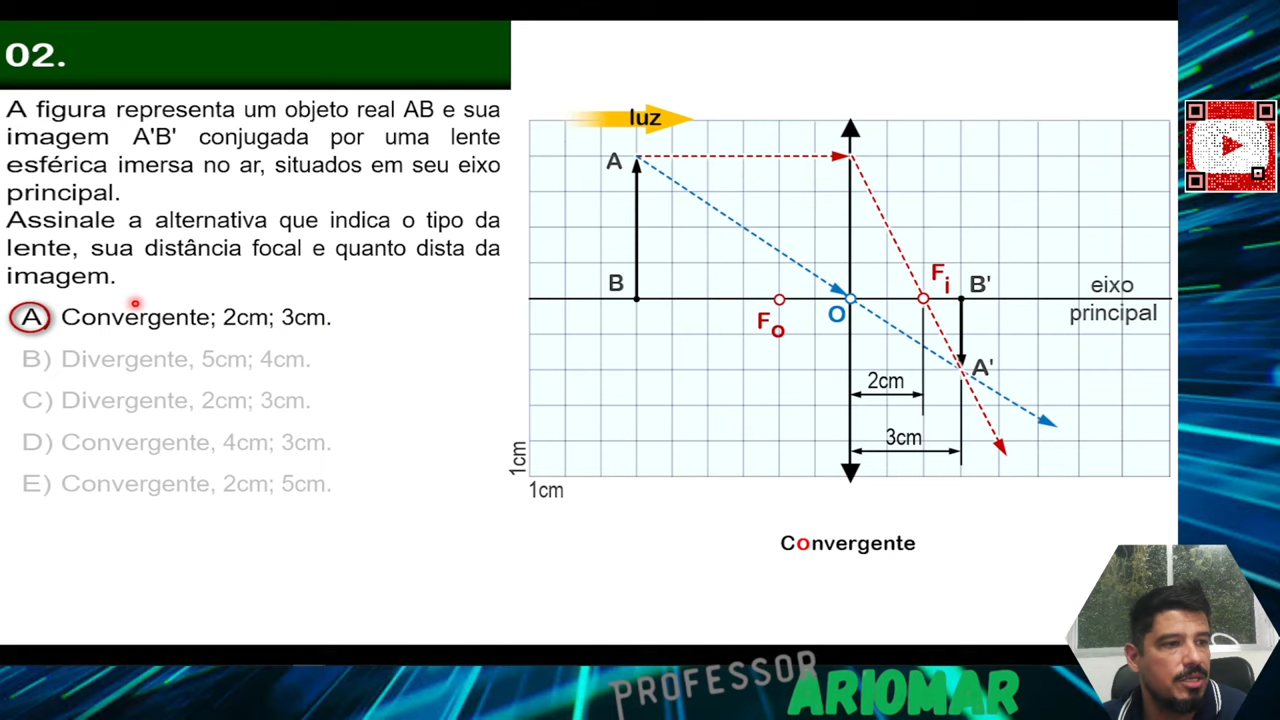 02.
A figura representa um objeto real AB e sua
imagem A'B' conjugada por uma lente
esférica imersa no ar, situados em seu eixo
principal.
Assinale a alternativa que indica o tipo da
lente, sua distância focal e quanto dista da
imagem.
A) Convergente; 2cm; 3cm.
B) Divergente, 5cm; 4cm.
C) Divergente, 2cm; 3cm.
D) Convergente, 4cm; 3cm.
E) Convergente, 2cm; 5cm.
luz
A
B
Fo
O
Fi
B'
A'
eixo
principal
2cm
3cm
1cm
1cm
Convergente
PROFESSOR
ARIOMAR